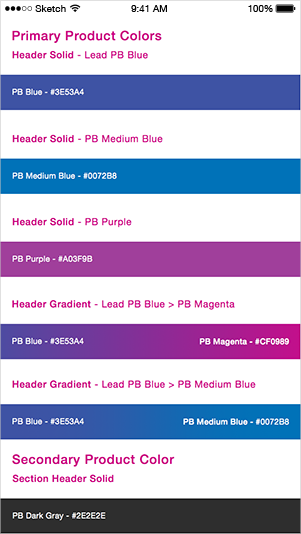 ●●●○○ Sketch 9:41 AM 100%
Primary Product Colors
Header Solid - Lead PB Blue
PB Blue - #3E53A4
Header Solid - PB Medium Blue
PB Medium Blue - #0072B8
Header Solid - PB Purple
PB Purple - #A03F9B
Header Gradient - Lead PB Blue > PB Magenta
PB Blue - #3E53A4 PB Magenta - #CF0989
Header Gradient - Lead PB Blue > PB Medium Blue
PB Blue - #3E53A4 PB Medium Blue - #0072B8
Secondary Product Color
Section Header Solid
PB Dark Gray - #2E2E2E